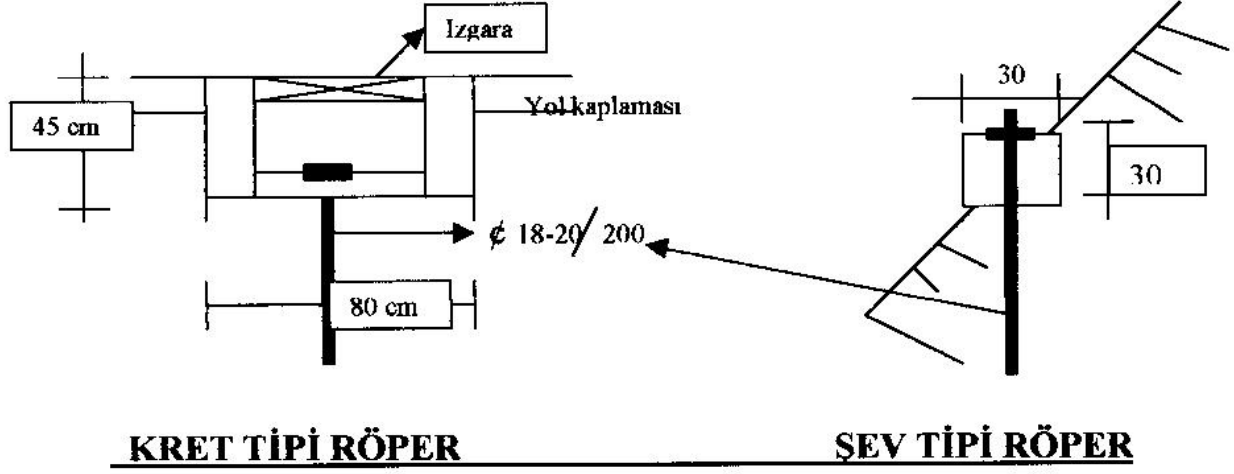 Izgara
30
45 cm
Yol kaplaması
30
¢ 18-20/ 200
80 cm
KRET TİPİ RÖPER
ŞEV TİPİ RÖPER